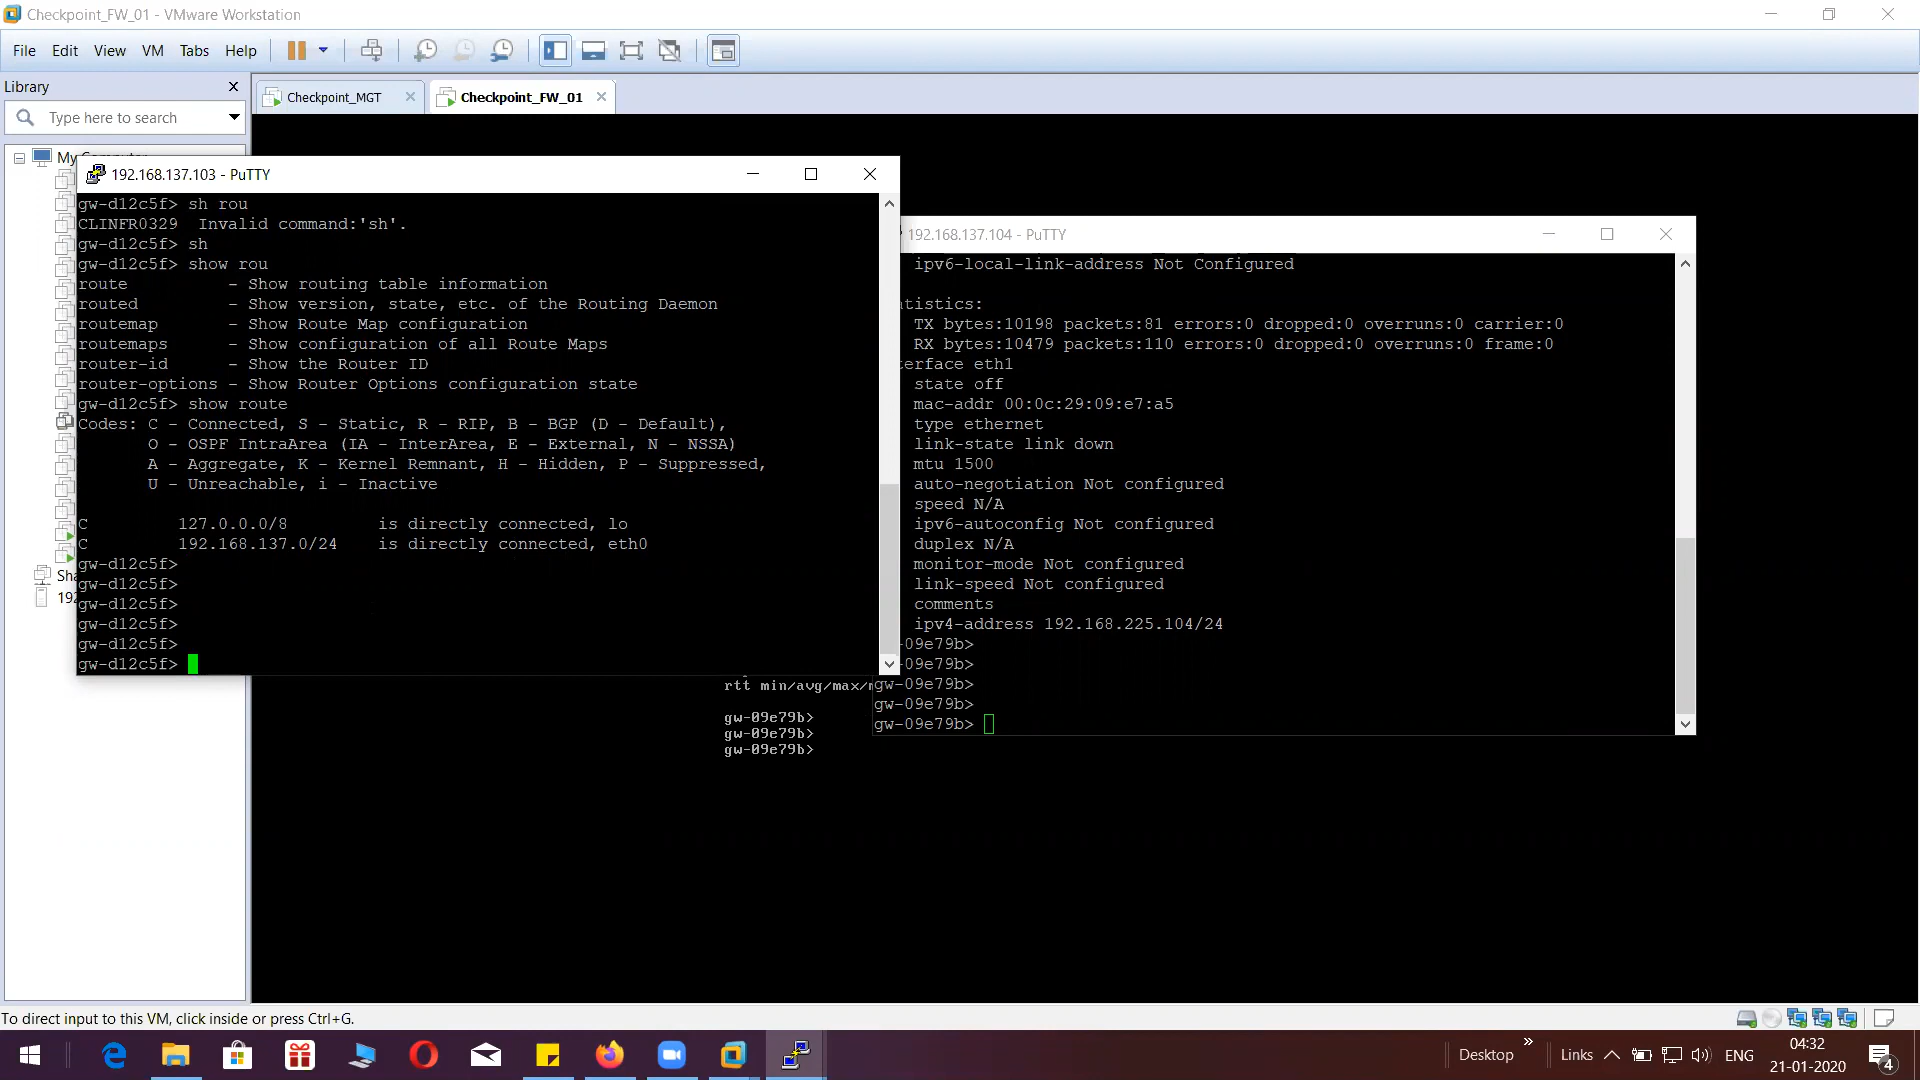 Checkpoint_FW_01 - VMware Workstation
File Edit View VM Tabs Help
Library
Type here to search
Checkpoint_MGT
Checkpoint_FW_01
192.168.137.103 - PuTTY
gw-d12c5f> sh rou
CLINFR0329  Invalid command:'sh'.
gw-d12c5f> sh
gw-d12c5f> show rou
route          - Show routing table information
routed         - Show version, state, etc. of the Routing Daemon
routemap       - Show Route Map configuration
routemaps      - Show configuration of all Route Maps
router-id      - Show the Router ID
router-options - Show Router Options configuration state
gw-d12c5f> show route
Codes: C - Connected, S - Static, R - RIP, B - BGP (D - Default),
O - OSPF IntraArea (IA - InterArea, E - External, N - NSSA)
A - Aggregate, K - Kernel Remnant, H - Hidden, P - Suppressed,
U - Unreachable, i - Inactive
C         127.0.0.0/8         is directly connected, lo
C         192.168.137.0/24    is directly connected, eth0
gw-d12c5f>
gw-d12c5f>
gw-d12c5f>
gw-d12c5f>
gw-d12c5f>
gw-d12c5f>
192.168.137.104 - PuTTY
ipv6-local-link-address Not Configured
tistics:
TX bytes:10198 packets:81 errors:0 dropped:0 overruns:0 carrier:0
RX bytes:10479 packets:110 errors:0 dropped:0 overruns:0 frame:0
erface eth1
state off
mac-addr 00:0c:29:09:e7:a5
type ethernet
link-state link down
mtu 1500
auto-negotiation Not configured
speed N/A
ipv6-autoconfig Not configured
duplex N/A
monitor-mode Not configured
link-speed Not configured
comments
ipv4-address 192.168.225.104/24
-09e79b>
-09e79b>
gw-09e79b>
gw-09e79b>
gw-09e79b>
rtt min/avg/max/
gw-09e79b>
gw-09e79b>
gw-09e79b>
To direct input to this VM, click inside or press Ctrl+G.
Desktop » Links ENG
04:32
21-01-2020
4